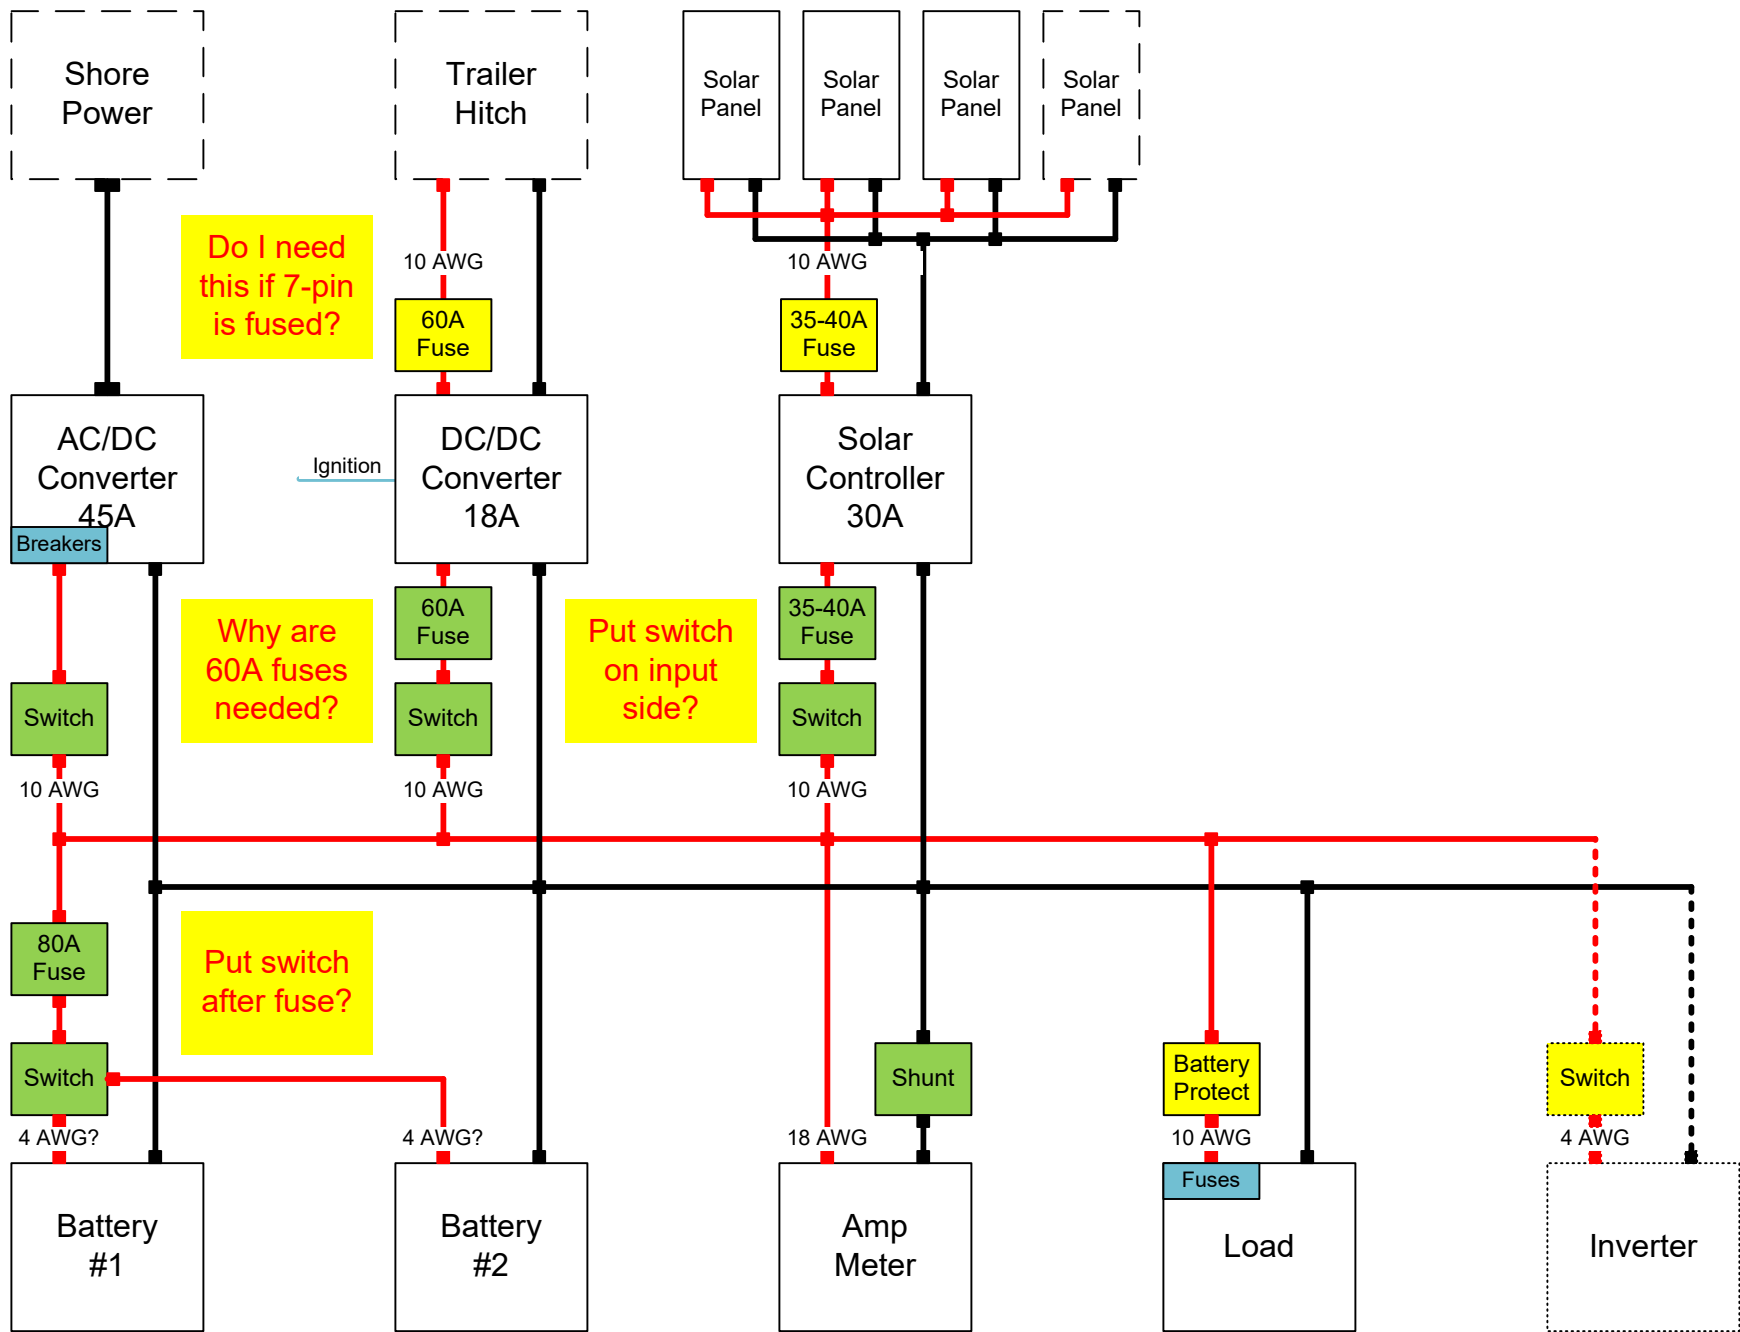 Shore
Power
Trailer
Hitch
Solar
Panel
Solar
Panel
Solar
Panel
Solar
Panel
Do I need
this if 7-pin
is fused?
10 AWG
10 AWG
60A
Fuse
35-40A
Fuse
AC/DC
Converter
45A
Breakers
Ignition
DC/DC
Converter
18A
Solar
Controller
30A
Why are
60A fuses
needed?
60A
Fuse
Put switch
on input
side?
35-40A
Fuse
Switch
Switch
Switch
10 AWG
10 AWG
10 AWG
80A
Fuse
Put switch
after fuse?
Switch
Shunt
Battery
Protect
Switch
4 AWG?
4 AWG?
18 AWG
10 AWG
4 AWG
Fuses
Battery
#1
Battery
#2
Amp
Meter
Load
Inverter